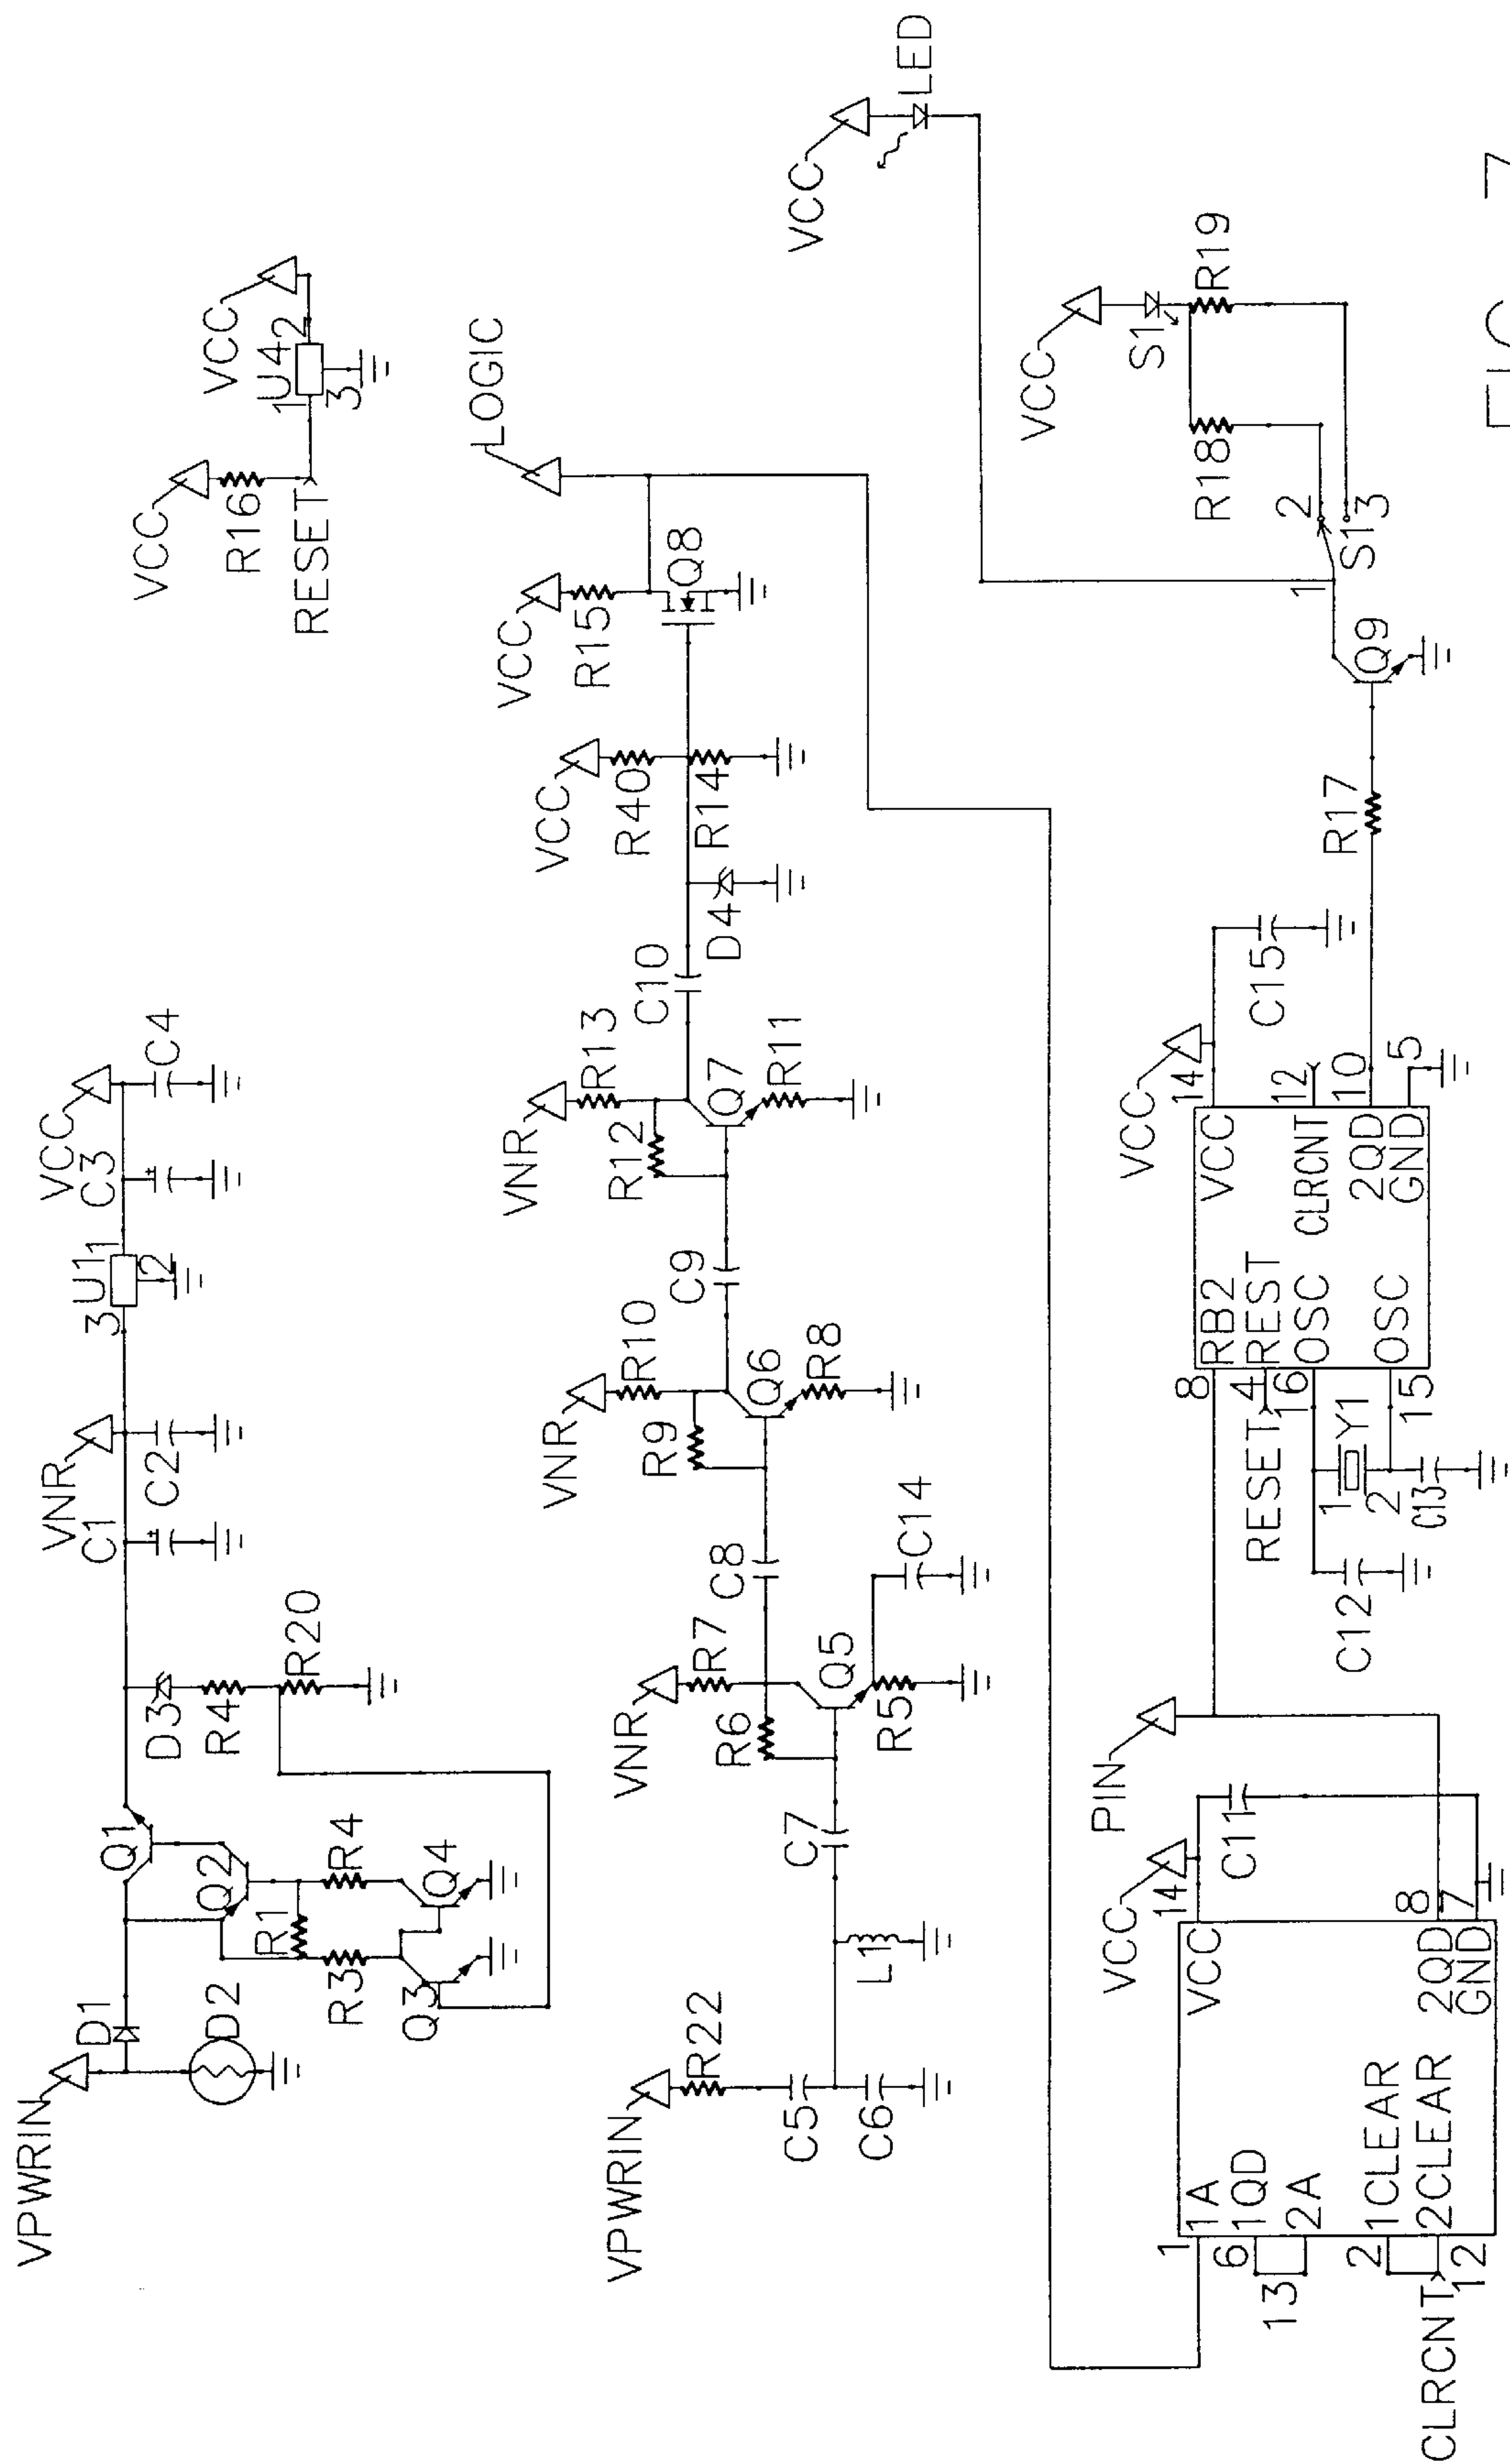 VPWRIN
D1
D2
Q1
Q2
R1
R3
R4
Q3
Q4
D3
R4
R20
VNR
C1
C2
U1
3
1
2
VCC
C3
C4
VCC
R16
RESET
VCC
U4
1
2
3
VPWRIN
R22
C5
C6
L1
C7
VNR
R7
R6
Q5
R5
C14
C8
VNR
R10
R9
Q6
R8
C9
VNR
R13
R12
Q7
R11
C10
D4
VCC
R40
R14
VCC
R15
Q8
LOGIC
VCC
LED
1
1A
6
1QD
13
2A
2
1CLEAR
2CLEAR
12
CLRCNT
VCC
14
VCC
C11
2QD
8
GND
7
PIN
8
RB2
RESET
4
REST
16
OSC
OSC
15
1
Y1
2
C12
C13
VCC
14
VCC
C15
CLRCNT
12
2QD
10
GND
5
R17
Q9
1
2
S1
3
R18
R19
VCC
S1